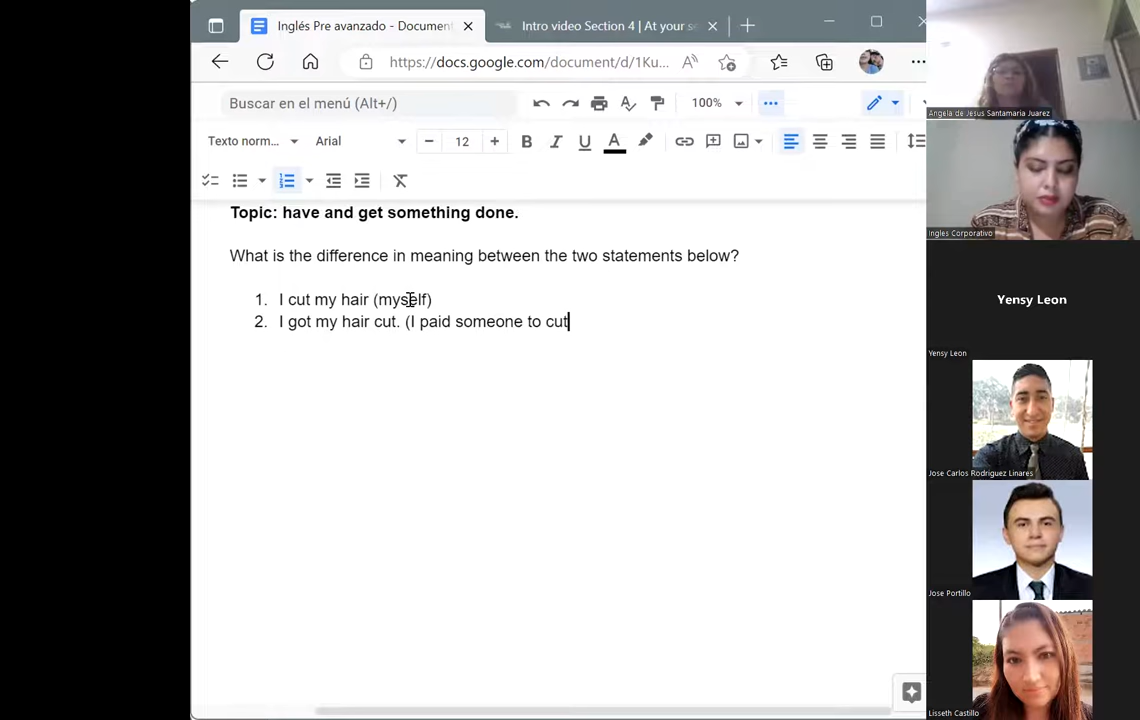 Inglés Pre avanzado - Document
Intro video Section 4 | At your se
https://docs.google.com/document/d/1Ku...
Buscar en el menú (Alt+/)
100%
Texto norm...
Arial
12
Topic: have and get something done.
What is the difference in meaning between the two statements below?
1. I cut my hair (myself)
2. I got my hair cut. (I paid someone to cut
Angela de Jesus Santamaria Juarez
Ingles Corporativo
Yensy Leon
Yensy Leon
Jose Carlos Rodriguez Linares
Jose Portillo
Lisseth Castillo